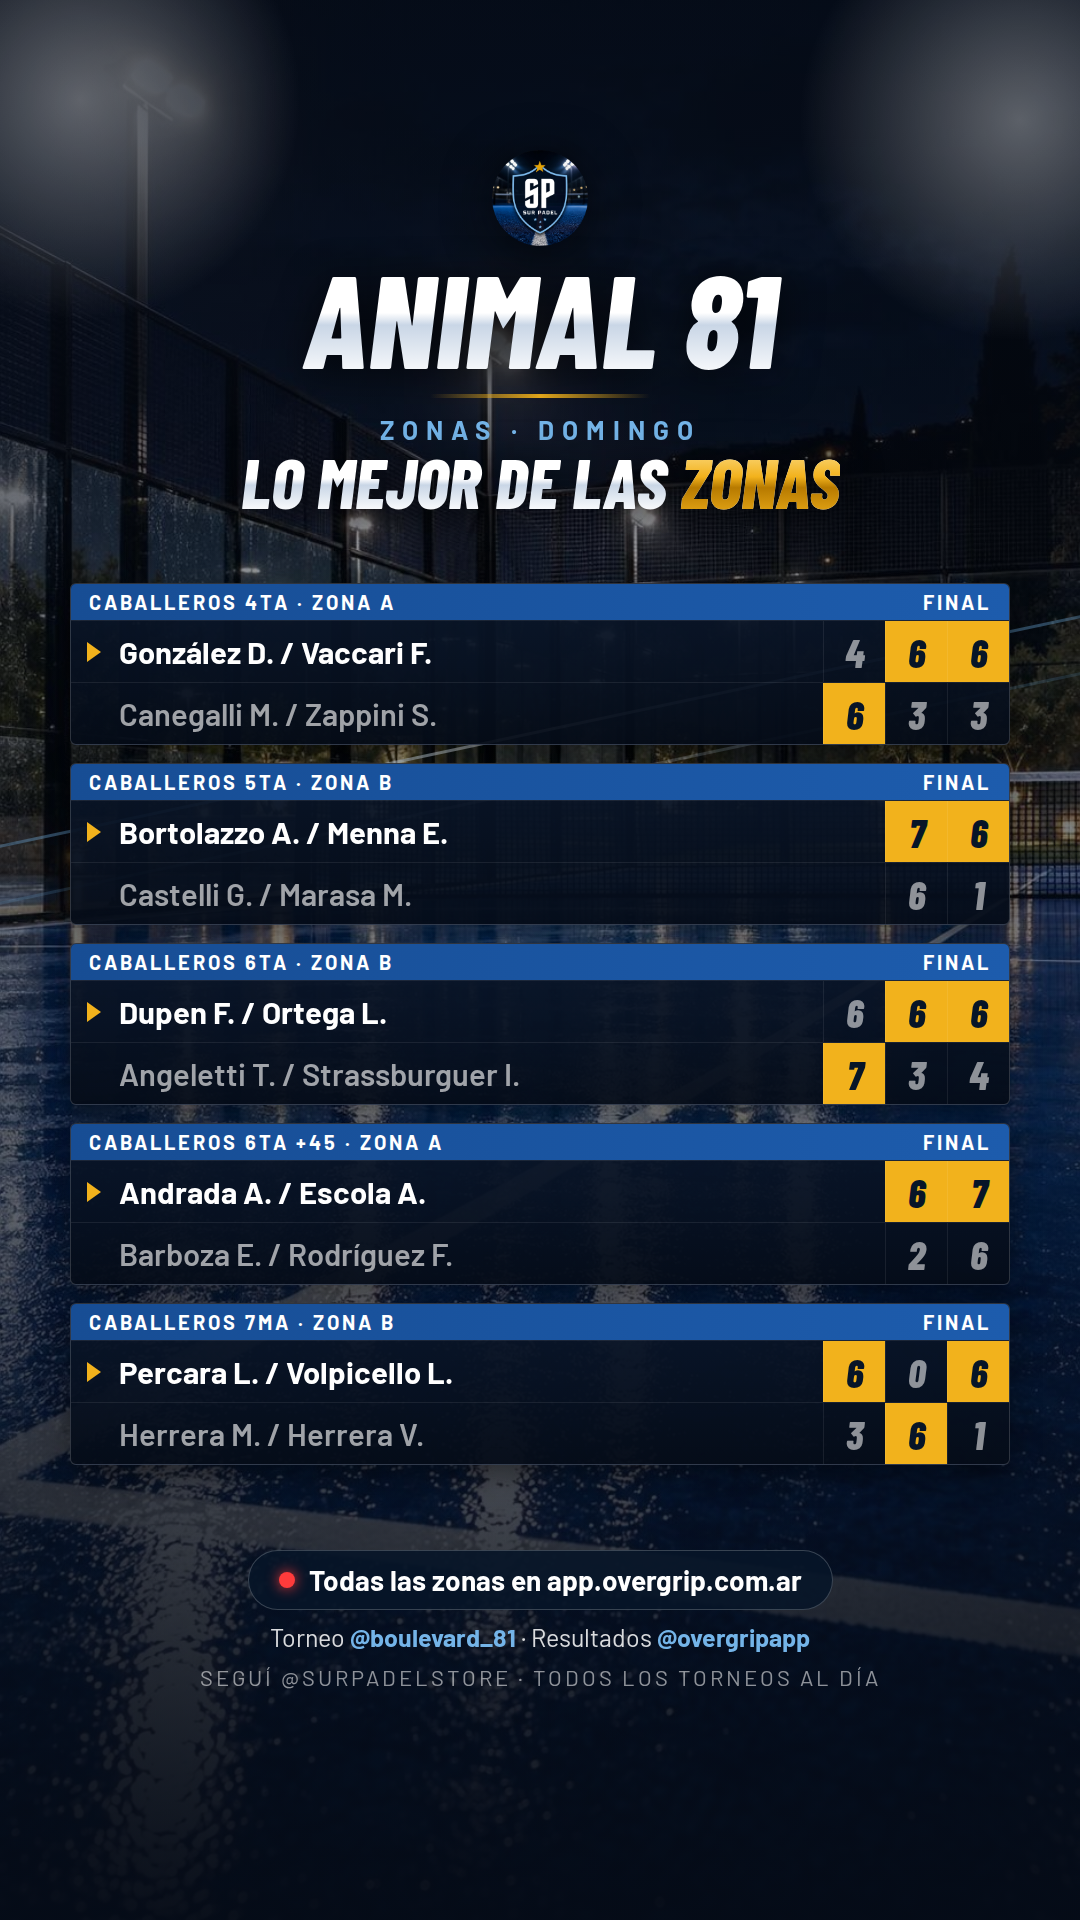 SP
SUR PADEL
ANIMAL 81
ZONAS · DOMINGO
LO MEJOR DE LAS ZONAS
CABALLEROS 4TA · ZONA A FINAL
González D. / Vaccari F. 4 6 6
Canegalli M. / Zappini S. 6 3 3
CABALLEROS 5TA · ZONA B FINAL
Bortolazzo A. / Menna E. 7 6
Castelli G. / Marasa M. 6 1
CABALLEROS 6TA · ZONA B FINAL
Dupen F. / Ortega L. 6 6 6
Angeletti T. / Strassburguer I. 7 3 4
CABALLEROS 6TA +45 · ZONA A FINAL
Andrada A. / Escola A. 6 7
Barboza E. / Rodríguez F. 2 6
CABALLEROS 7MA · ZONA B FINAL
Percara L. / Volpicello L. 6 0 6
Herrera M. / Herrera V. 3 6 1
Todas las zonas en app.overgrip.com.ar
Torneo @boulevard_81 · Resultados @overgripapp
SEGUÍ @SURPADELSTORE · TODOS LOS TORNEOS AL DÍA